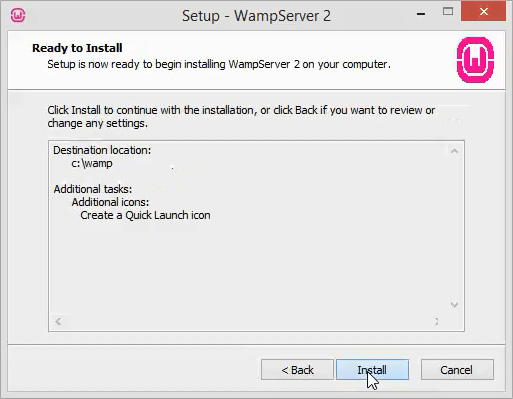 Setup - WampServer 2
Ready to Install
Setup is now ready to begin installing WampServer 2 on your computer.
Click Install to continue with the installation, or click Back if you want to review or
change any settings.
Destination location:
c:\wamp
Additional tasks:
Additional icons:
Create a Quick Launch icon
< Back
Install
Cancel